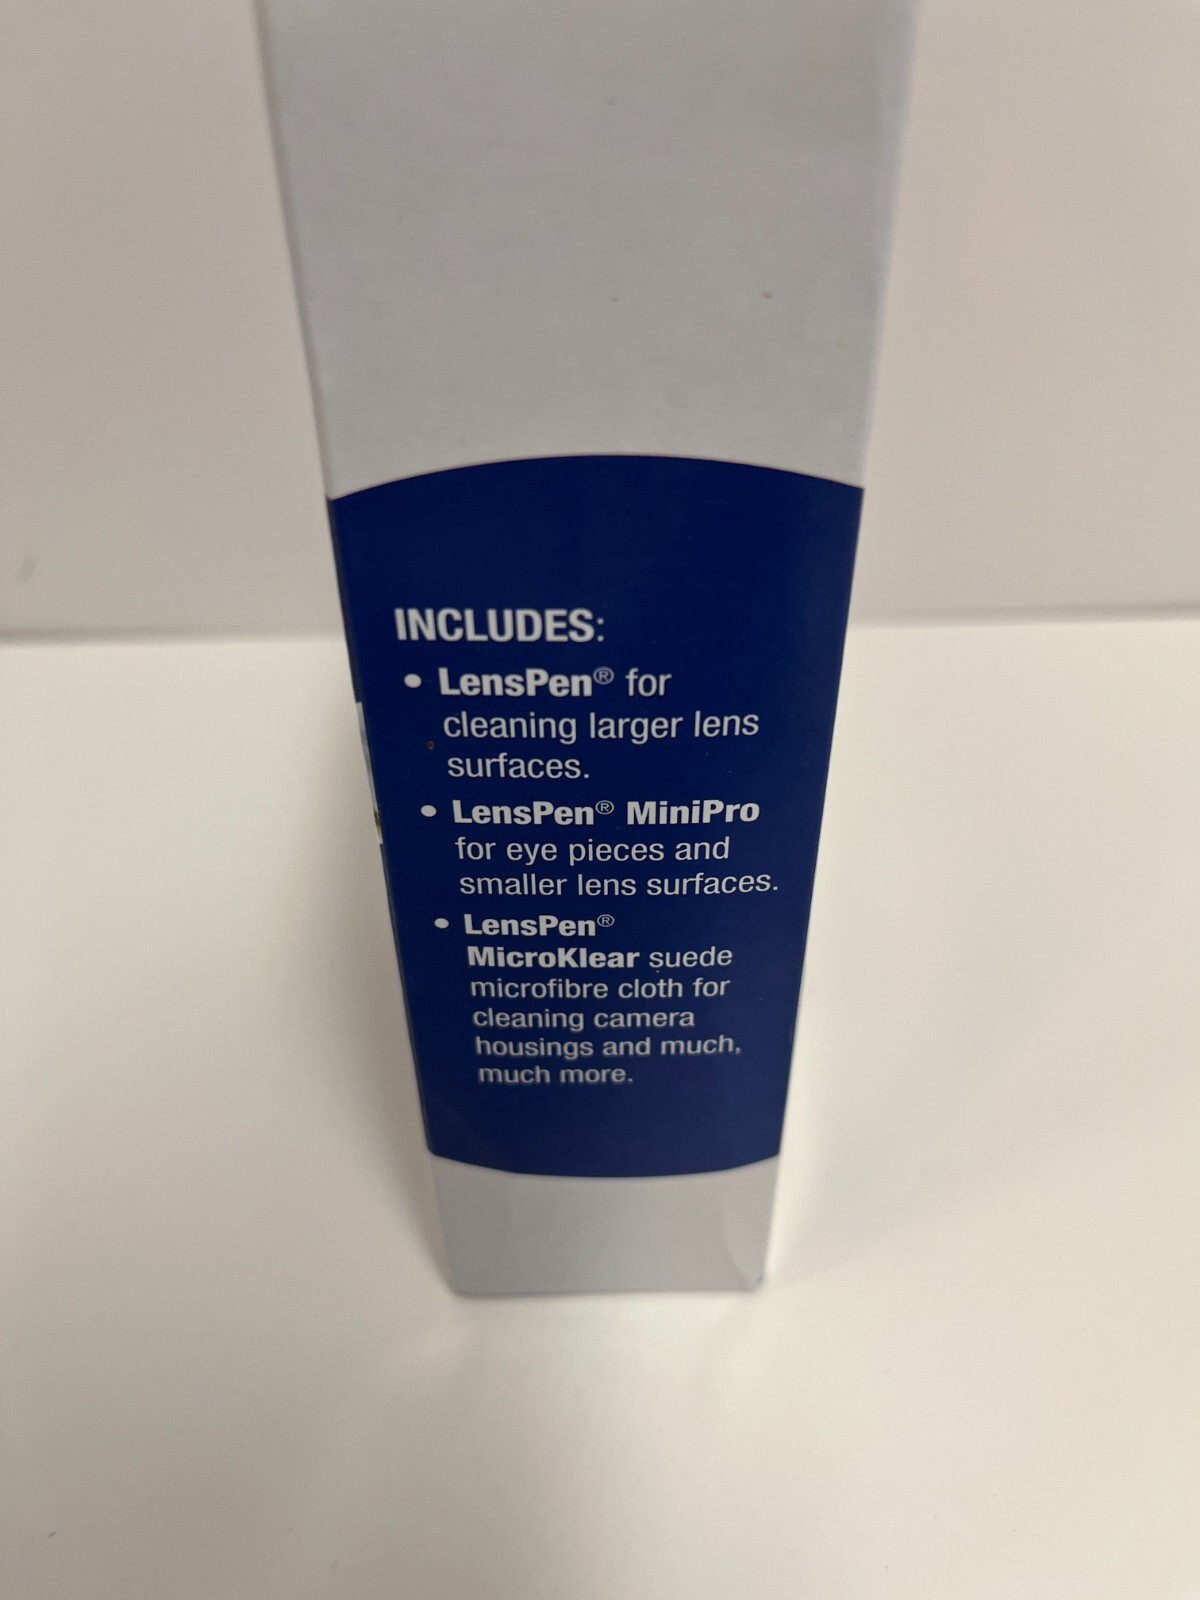 INCLUDES:
• LensPen® for
cleaning larger lens
surfaces.
• LensPen® MiniPro
for eye pieces and
smaller lens surfaces.
• LensPen®
MicroKlear suede
microfibre cloth for
cleaning camera
housings and much,
much more.